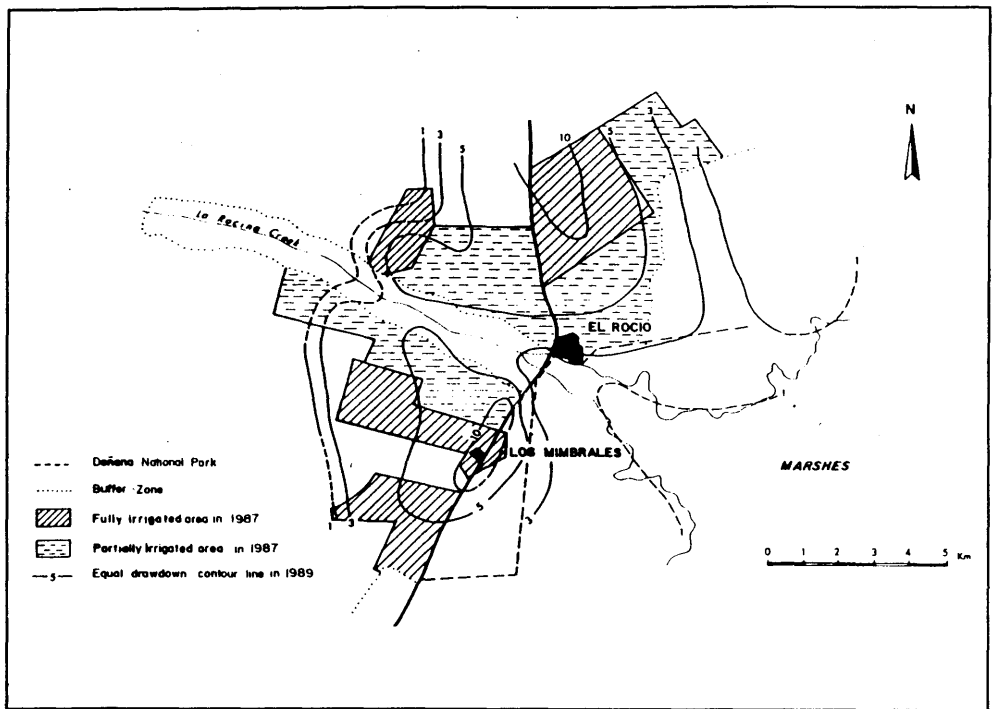 N
1
3
5
10
5
3
La Rocina Creek
EL ROCIO
10
LOS MIMBRALES
MARSHES
5
3
3
Doñana National Park
Buffer Zone
Fully irrigated area in 1987
Partially Irrigated area in 1987
5 Equal drawdown contour line in 1989
0 1 2 3 4 5 Km